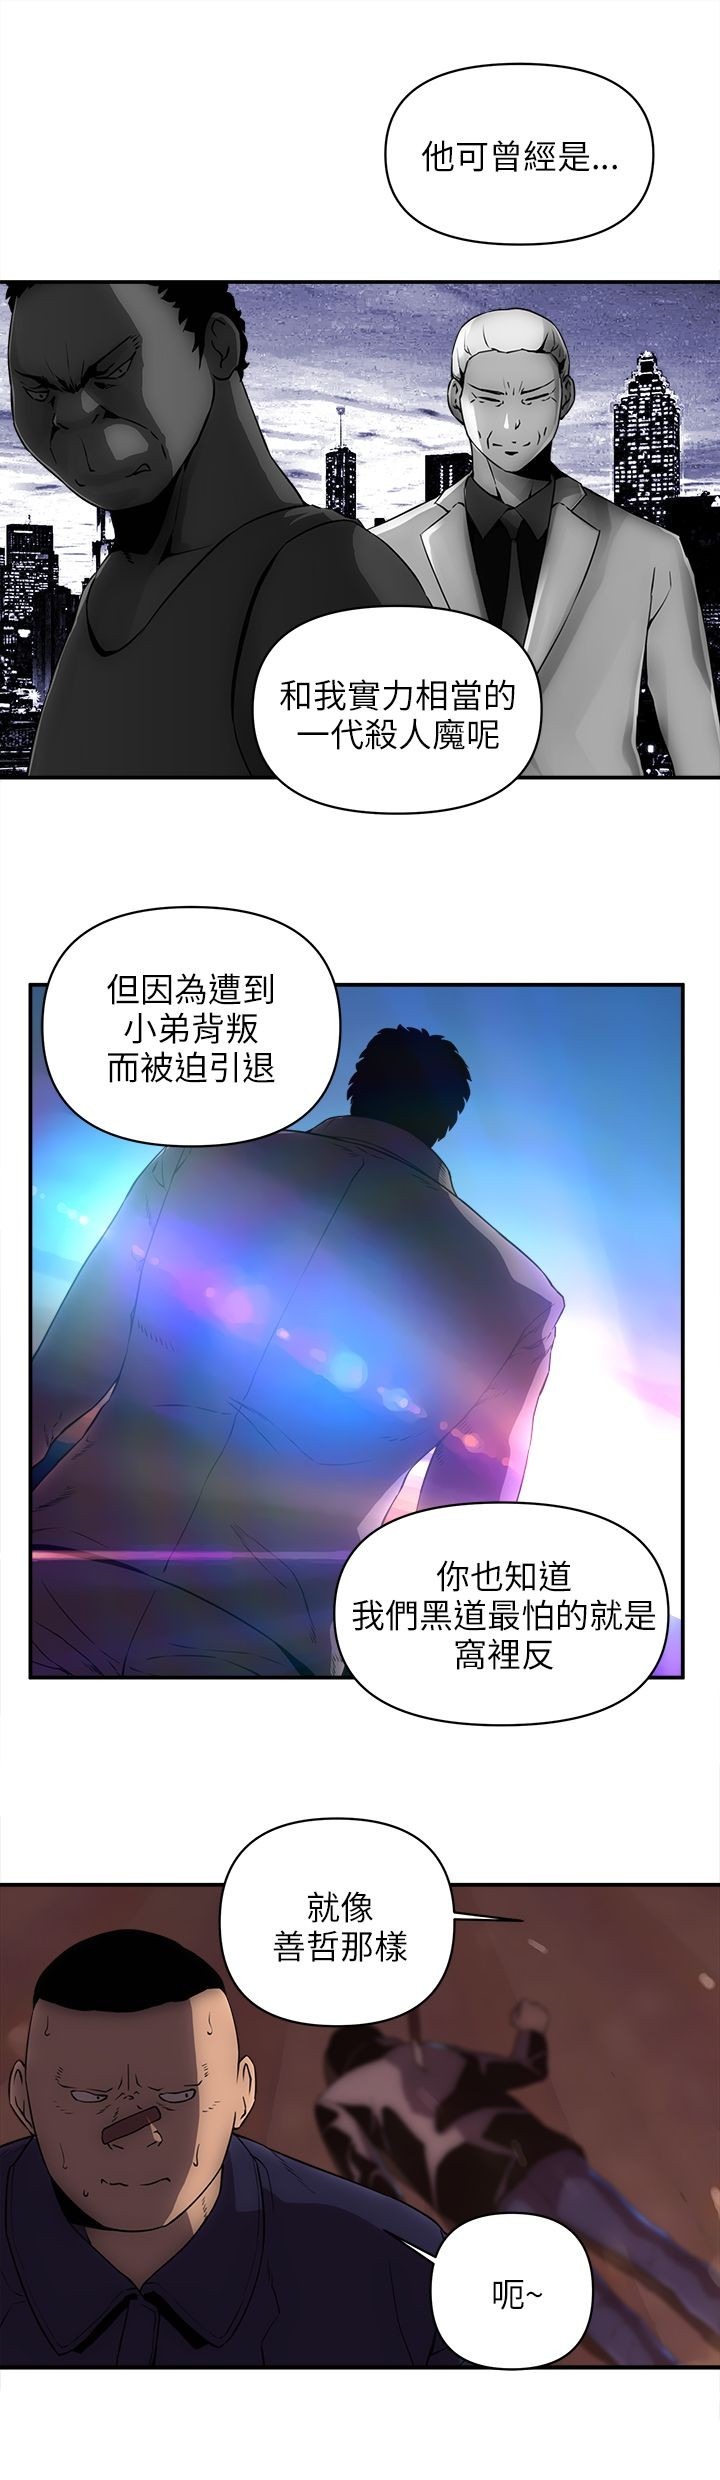 他可曾經是...
和我實力相當的
一代殺人魔呢
但因為遭到
小弟背叛
而被迫引退
你也知道
我們黑道最怕的就是
窩裡反
就像
善哲那樣
呃~